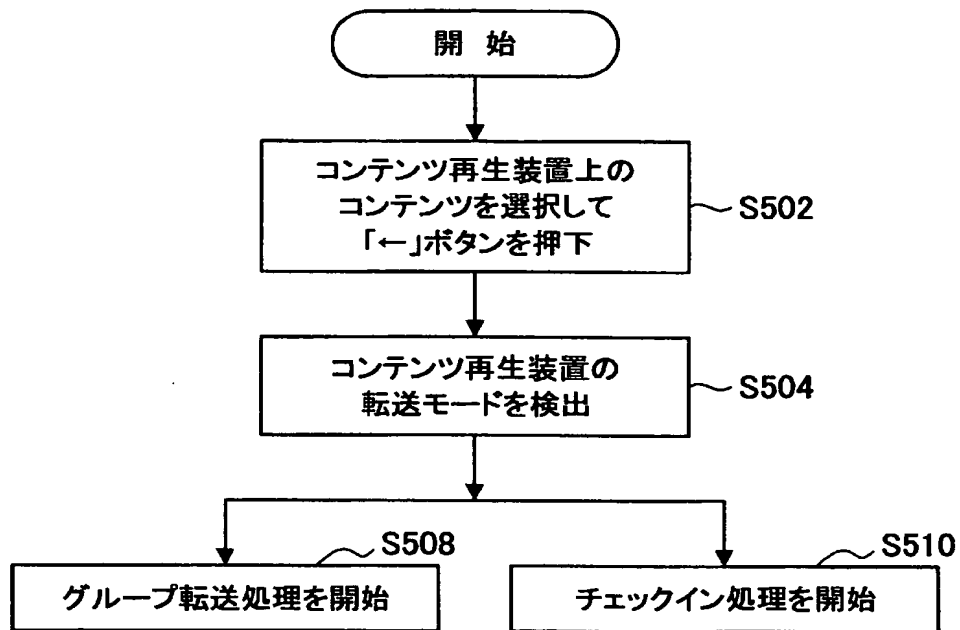 開 始
コンテンツ再生装置上の
コンテンツを選択して
「←」ボタンを押下
S502
コンテンツ再生装置の
転送モードを検出
S504
S508
グループ転送処理を開始
S510
チェックイン処理を開始